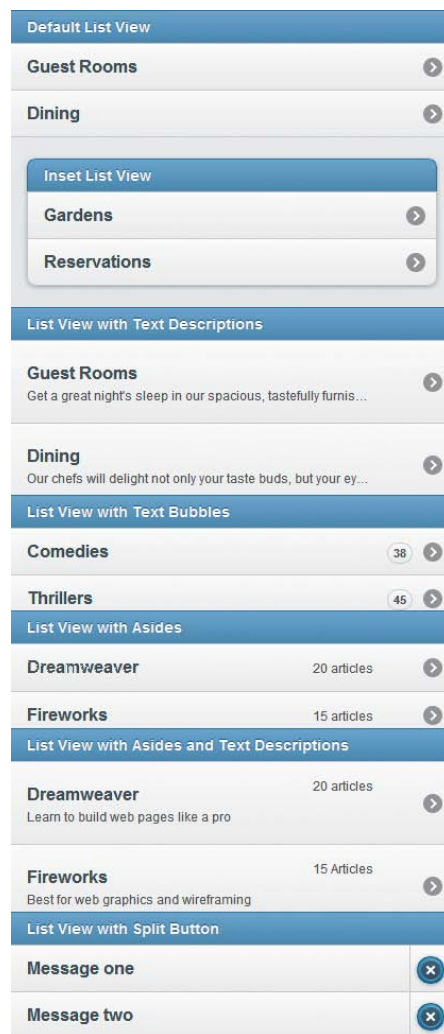 Default List View
Guest Rooms
Dining
Inset List View
Gardens
Reservations
List View with Text Descriptions
Guest Rooms
Get a great night's sleep in our spacious, tastefully furnis...
Dining
Our chefs will delight not only your taste buds, but your ey...
List View with Text Bubbles
Comedies 38
Thrillers 45
List View with Asides
Dreamweaver 20 articles
Fireworks 15 articles
List View with Asides and Text Descriptions
20 articles
Dreamweaver
Learn to build web pages like a pro
15 Articles
Fireworks
Best for web graphics and wireframing
List View with Split Button
Message one
Message two